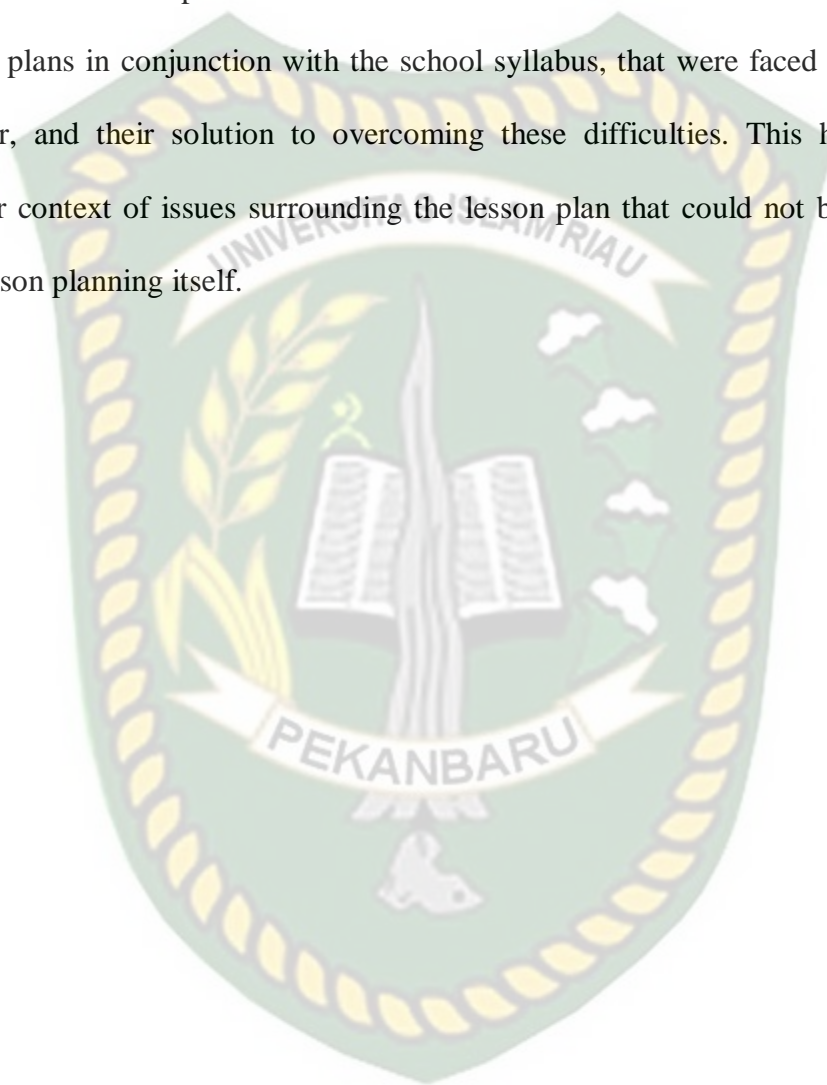 plans in conjunction with the school syllabus, that were faced
r, and their solution to overcoming these difficulties. This h
r context of issues surrounding the lesson plan that could not b
son planning itself.
UNIVERSITAS ISLAM RIAU
PEKANBARU